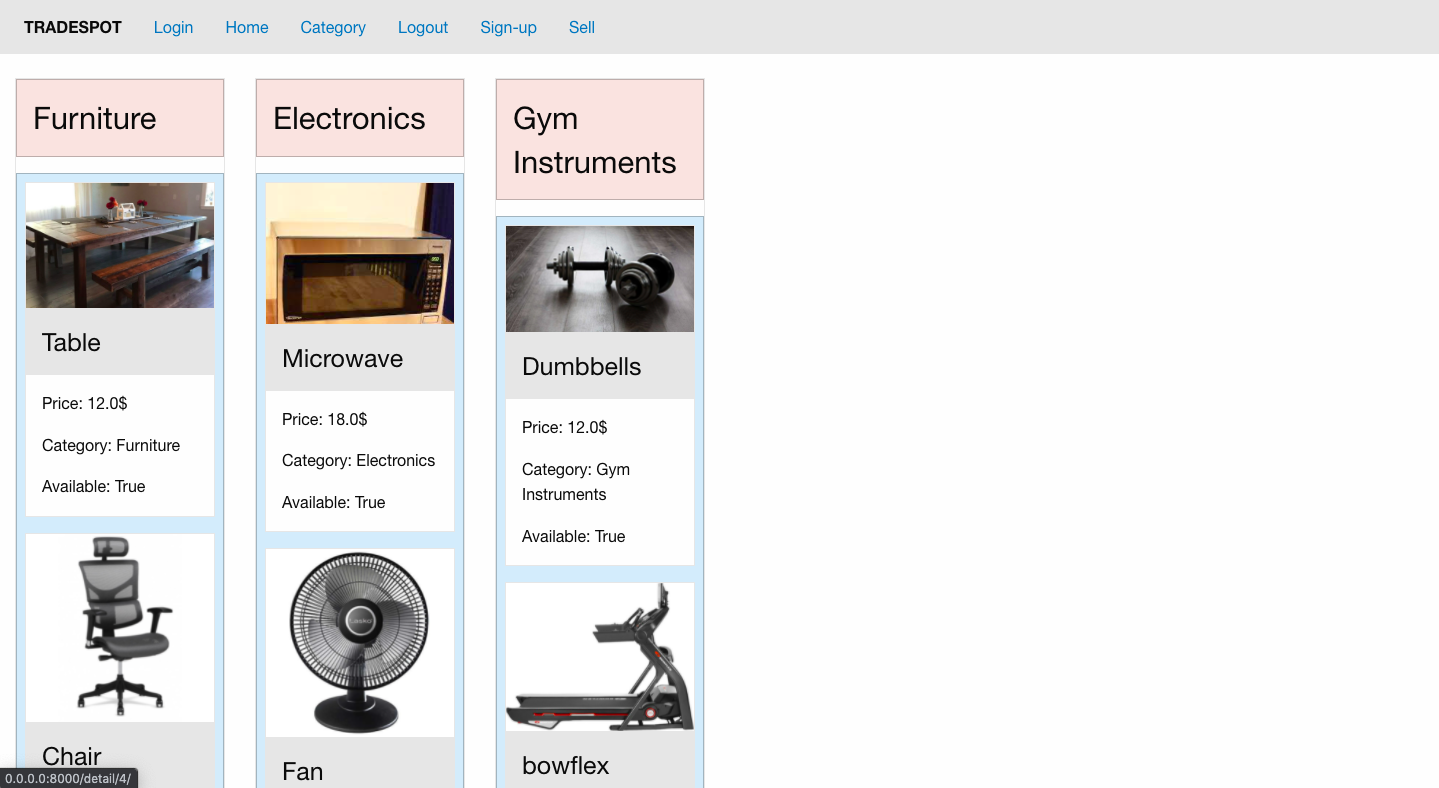 TRADESPOT Login Home Category Logout Sign-up Sell
Furniture
Table
Price: 12.0$
Category: Furniture
Available: True
Chair
Electronics
Microwave
Price: 18.0$
Category: Electronics
Available: True
Lasko
Fan
Gym
Instruments
Dumbbells
Price: 12.0$
Category: Gym
Instruments
Available: True
bowflex
0.0.0.0:8000/detail/4/